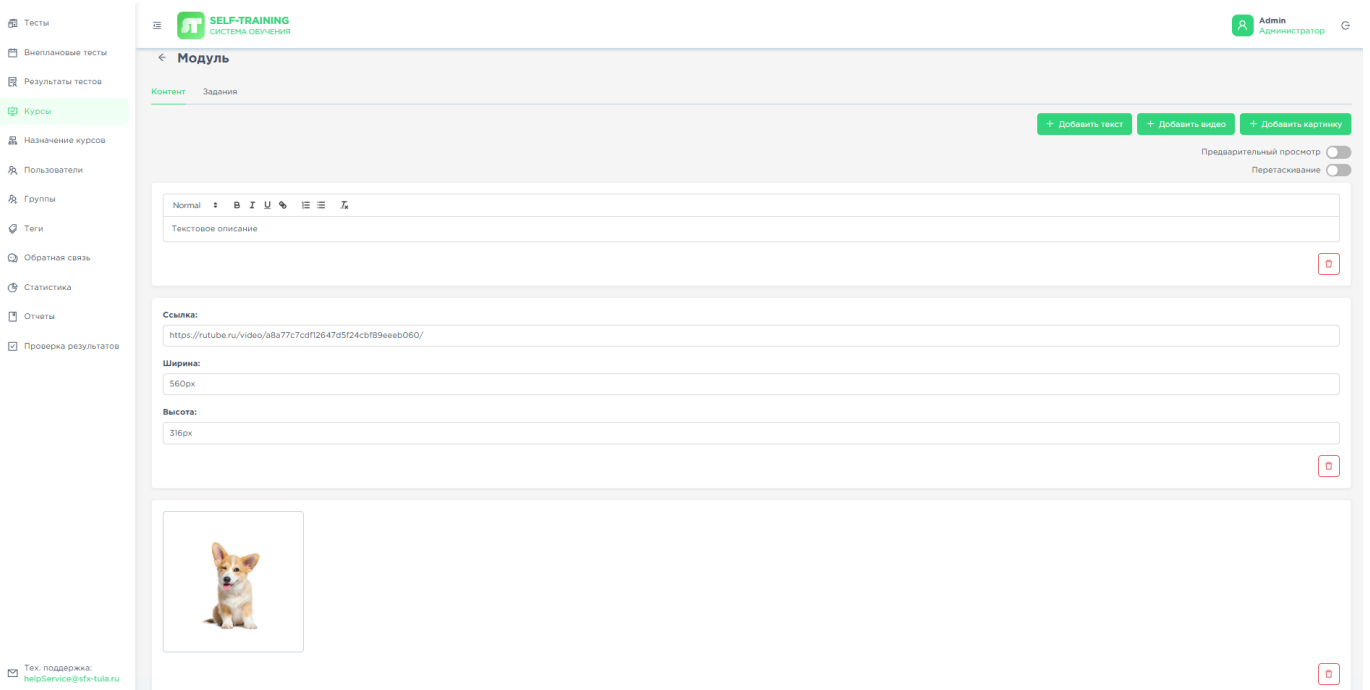 Тесты
Внеплановые тесты
Результаты тестов
Курсы
Назначение курсов
Пользователи
Группы
Теги
Обратная связь
Статистика
Отчеты
Проверка результатов
Тех. поддержка:
helpService@sfx-tula.ru
ST
SELF-TRAINING
СИСТЕМА ОБУЧЕНИЯ
Admin
Администратор
Модуль
Контент Задания
+ Добавить текст + Добавить видео + Добавить картинку
Предварительный просмотр
Перетаскивание
Normal B I U
Текстовое описание
Ссылка:
https://rutube.ru/video/a8a77c7cdf12647d5f24cbf89eeeb060/
Ширина:
560px
Высота:
316px